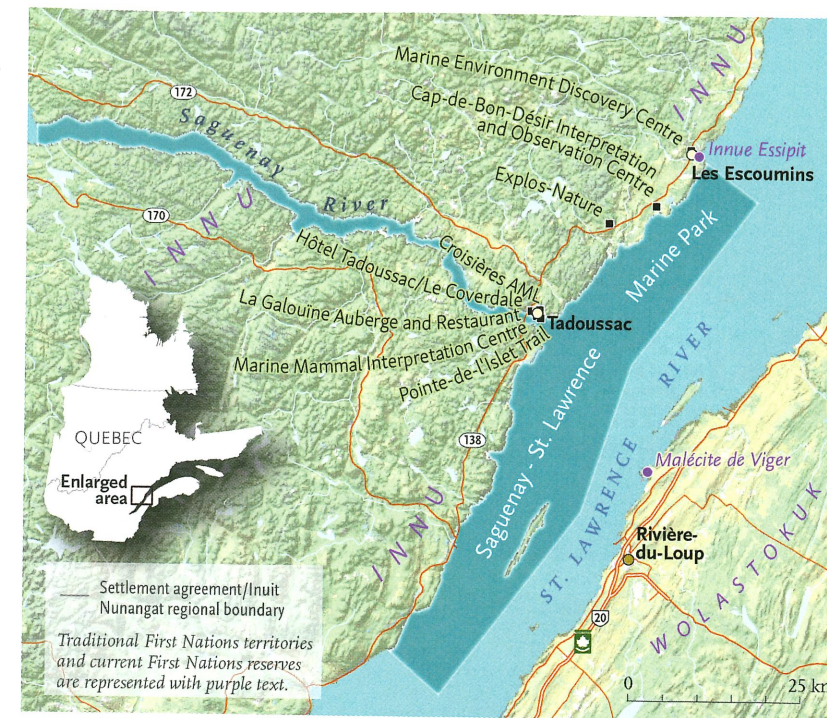 Marine Environment Discovery Centre
INNU
Cap-de-Bon-Désir Interpretation
and Observation Centre
172
Saguenay
River
Innue Essipit
Les Escoumins
Explos-Nature
170
INNU
Marine Park
Croisières AML
Hôtel Tadoussac/Le Coverdale
La Galouïne Auberge and Restaurant
Tadoussac
Marine Mammal Interpretation Centre
Pointe-de-l'Islet Trail
Saguenay - St. Lawrence
ST. LAWRENCE
RIVER
138
QUEBEC
Enlarged
area
Malécite de Viger
INNU
Rivière-
du-Loup
WOLASTOKUK
20
Settlement agreement/Inuit
Nunangat regional boundary
Traditional First Nations territories
and current First Nations reserves
are represented with purple text.
0
25 km